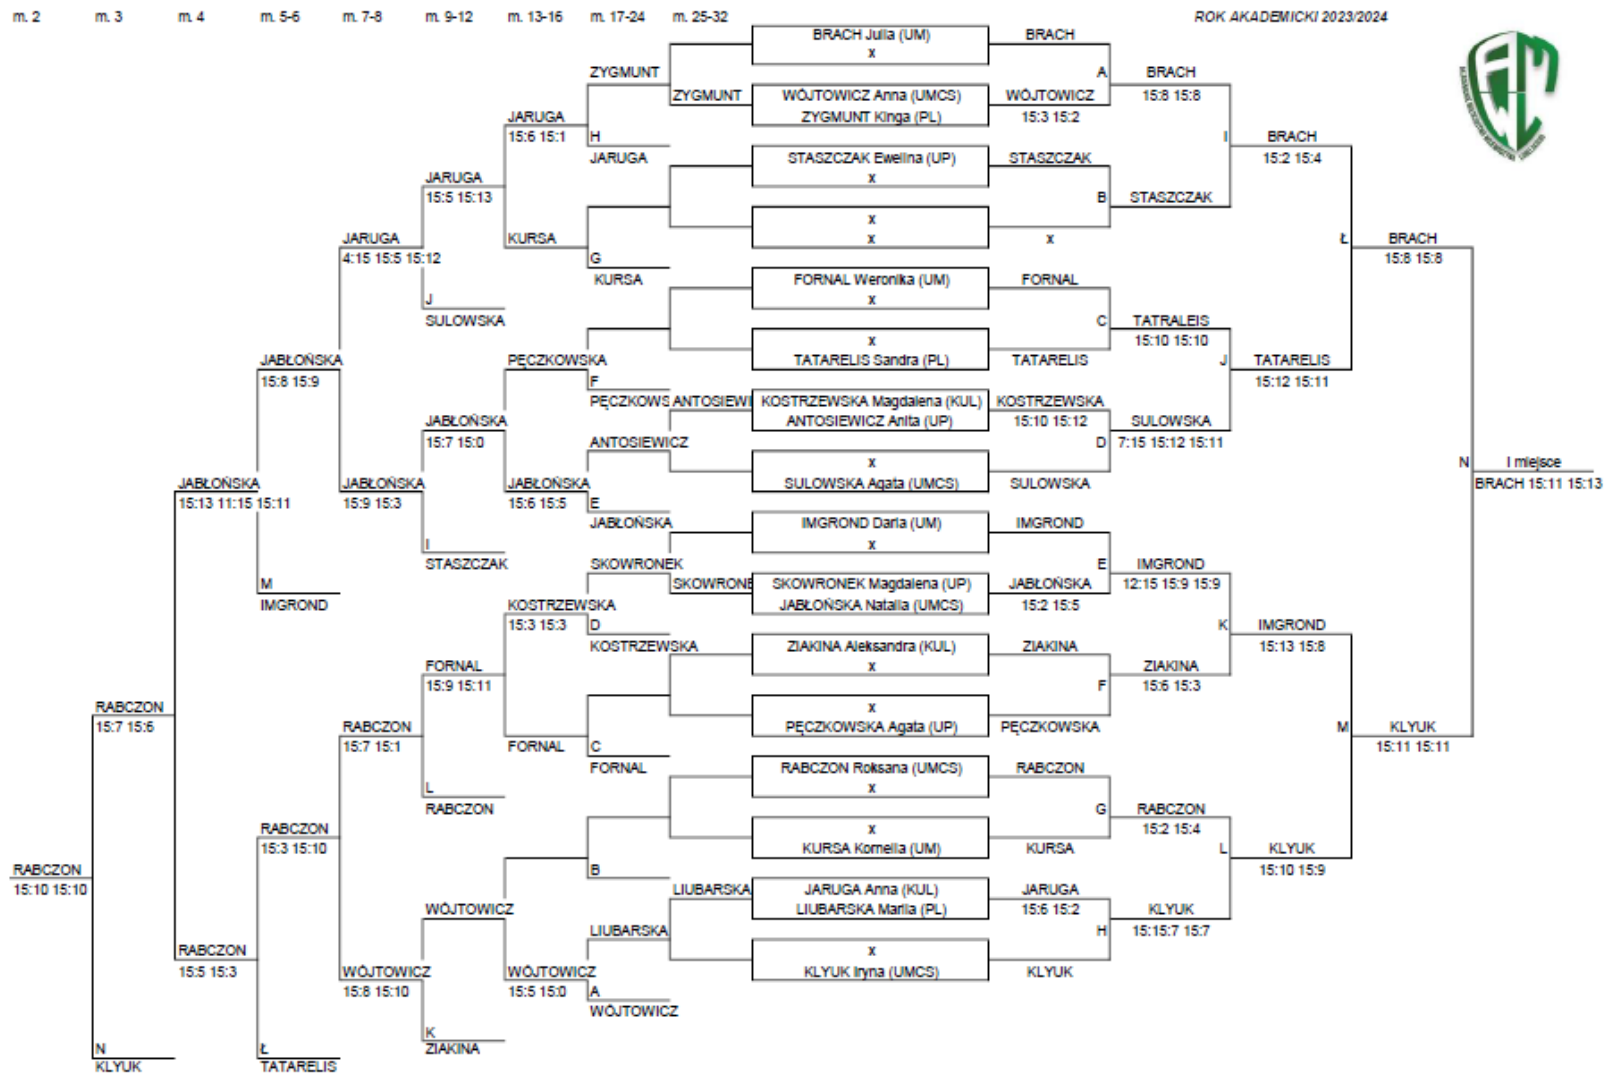 m. 2 m. 3 m. 4 m. 5-6 m. 7-8 m. 9-12 m. 13-16 m. 17-24 m. 25-32 ROK AKADEMICKI 2023/2024
BRACH Julia (UM) BRACH
x
ZYGMUNT A BRACH
ZYGMUNT WÓJTOWICZ Anna (UMCS) WÓJTOWICZ 15:8 15:8
JARUGA ZYGMUNT Kinga (PL) 15:3 15:2
15:6 15:1 H I BRACH
JARUGA STASZCZAK Ewelina (UP) STASZCZAK 15:2 15:4
JARUGA x
15:5 15:13 B STASZCZAK
x
JARUGA KURSA x x Ł BRACH
4:15 15:5 15:12 G 15:8 15:8
KURSA FORNAL Weronika (UM) FORNAL
J x
SULOWSKA C TATRALEIS
x 15:10 15:10
JABŁOŃSKA PĘCZKOWSKA TATARELIS Sandra (PL) TATARELIS J TATARELIS
15:8 15:9 F 15:12 15:11
PĘCZKOWS ANTOSIEWI KOSTRZEWSKA Magdalena (KUL) KOSTRZEWSKA
JABŁOŃSKA ANTOSIEWICZ Anita (UP) 15:10 15:12 SULOWSKA
15:7 15:0 ANTOSIEWICZ D 7:15 15:12 15:11
x N I miejsce
JABŁOŃSKA JABŁOŃSKA JABŁOŃSKA SULOWSKA Agata (UMCS) SULOWSKA BRACH 15:11 15:13
15:13 11:15 15:11 15:9 15:3 15:6 15:5 E
JABŁOŃSKA IMGROND Daria (UM) IMGROND
I x
STASZCZAK SKOWRONEK E IMGROND
M SKOWRONE SKOWRONEK Magdalena (UP) JABŁOŃSKA 12:15 15:9 15:9
IMGROND KOSTRZEWSKA JABŁOŃSKA Natalia (UMCS) 15:2 15:5
15:3 15:3 D K IMGROND
KOSTRZEWSKA ZIAKINA Aleksandra (KUL) ZIAKINA 15:13 15:8
FORNAL x ZIAKINA
15:9 15:11 F 15:6 15:3
RABCZON x
15:7 15:6 RABCZON PĘCZKOWSKA Agata (UP) PĘCZKOWSKA M KLYUK
15:7 15:1 FORNAL C 15:11 15:11
FORNAL RABCZON Roksana (UMCS) RABCZON
L x
RABCZON G RABCZON
RABCZON x 15:2 15:4
15:3 15:10 KURSA Kornelia (UM) KURSA L KLYUK
RABCZON B 15:10 15:9
15:10 15:10 LIUBARSKA JARUGA Anna (KUL) JARUGA
WÓJTOWICZ LIUBARSKA Mariia (PL) 15:6 15:2 KLYUK
LIUBARSKA H 15:15:7 15:7
RABCZON x
15:5 15:3 WÓJTOWICZ WÓJTOWICZ KLYUK Iryna (UMCS) KLYUK
15:8 15:10 15:5 15:0 A
WÓJTOWICZ
K
N Ł ZIAKINA
KLYUK TATARELIS